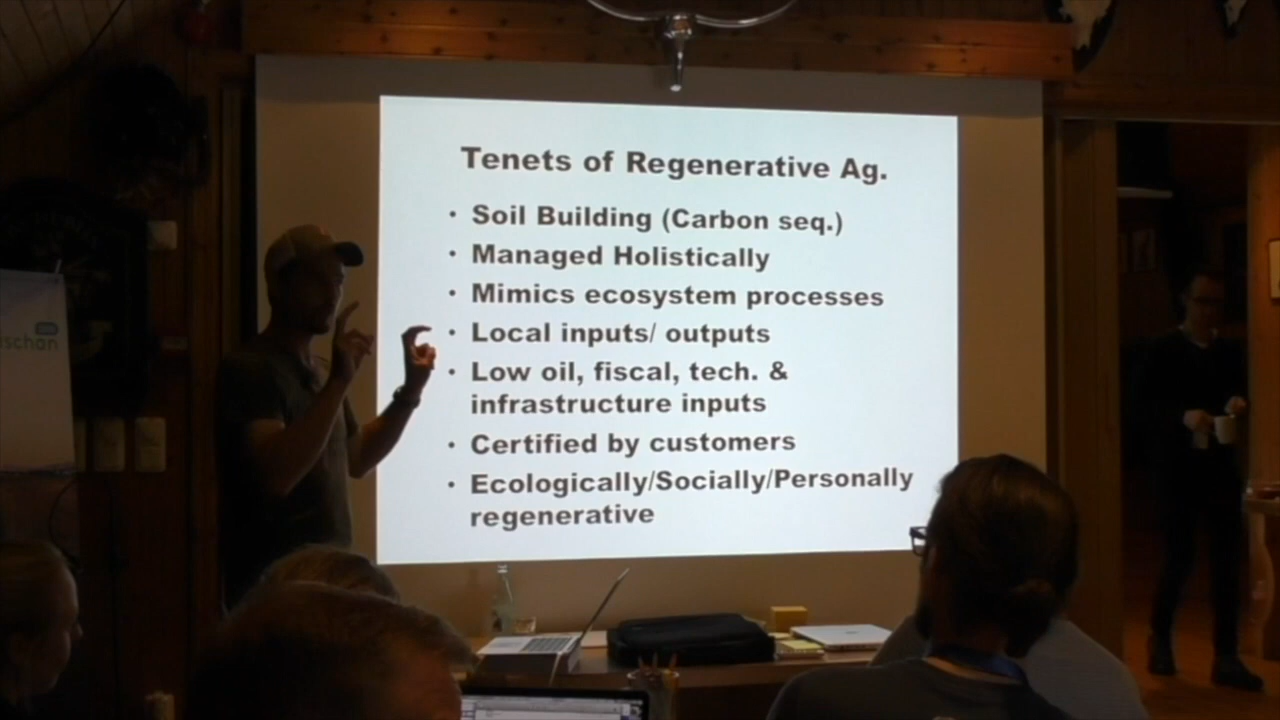 Tenets of Regenerative Ag.
• Soil Building (Carbon seq.)
• Managed Holistically
• Mimics ecosystem processes
• Local inputs/ outputs
• Low oil, fiscal, tech. &
infrastructure inputs
• Certified by customers
• Ecologically/Socially/Personally
regenerative